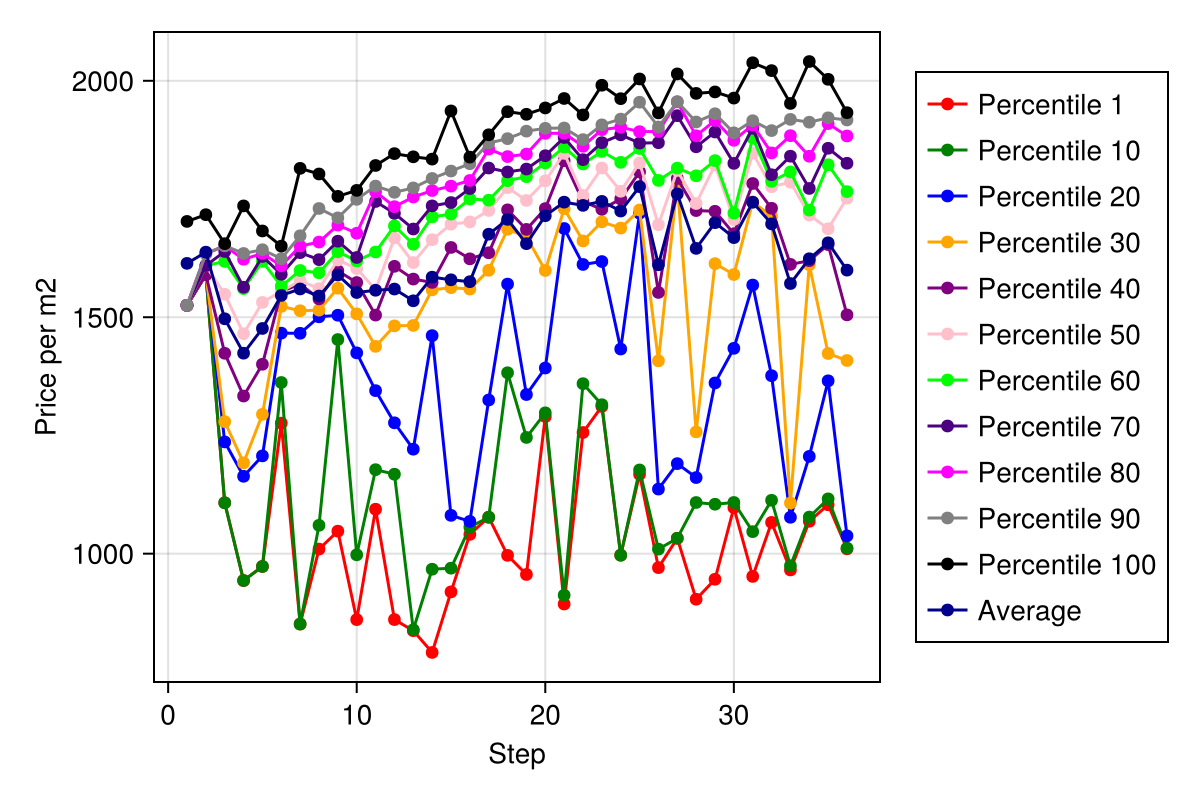 2000
1500
1000
Price per m2
0 10 20 30
Step
Percentile 1
Percentile 10
Percentile 20
Percentile 30
Percentile 40
Percentile 50
Percentile 60
Percentile 70
Percentile 80
Percentile 90
Percentile 100
Average